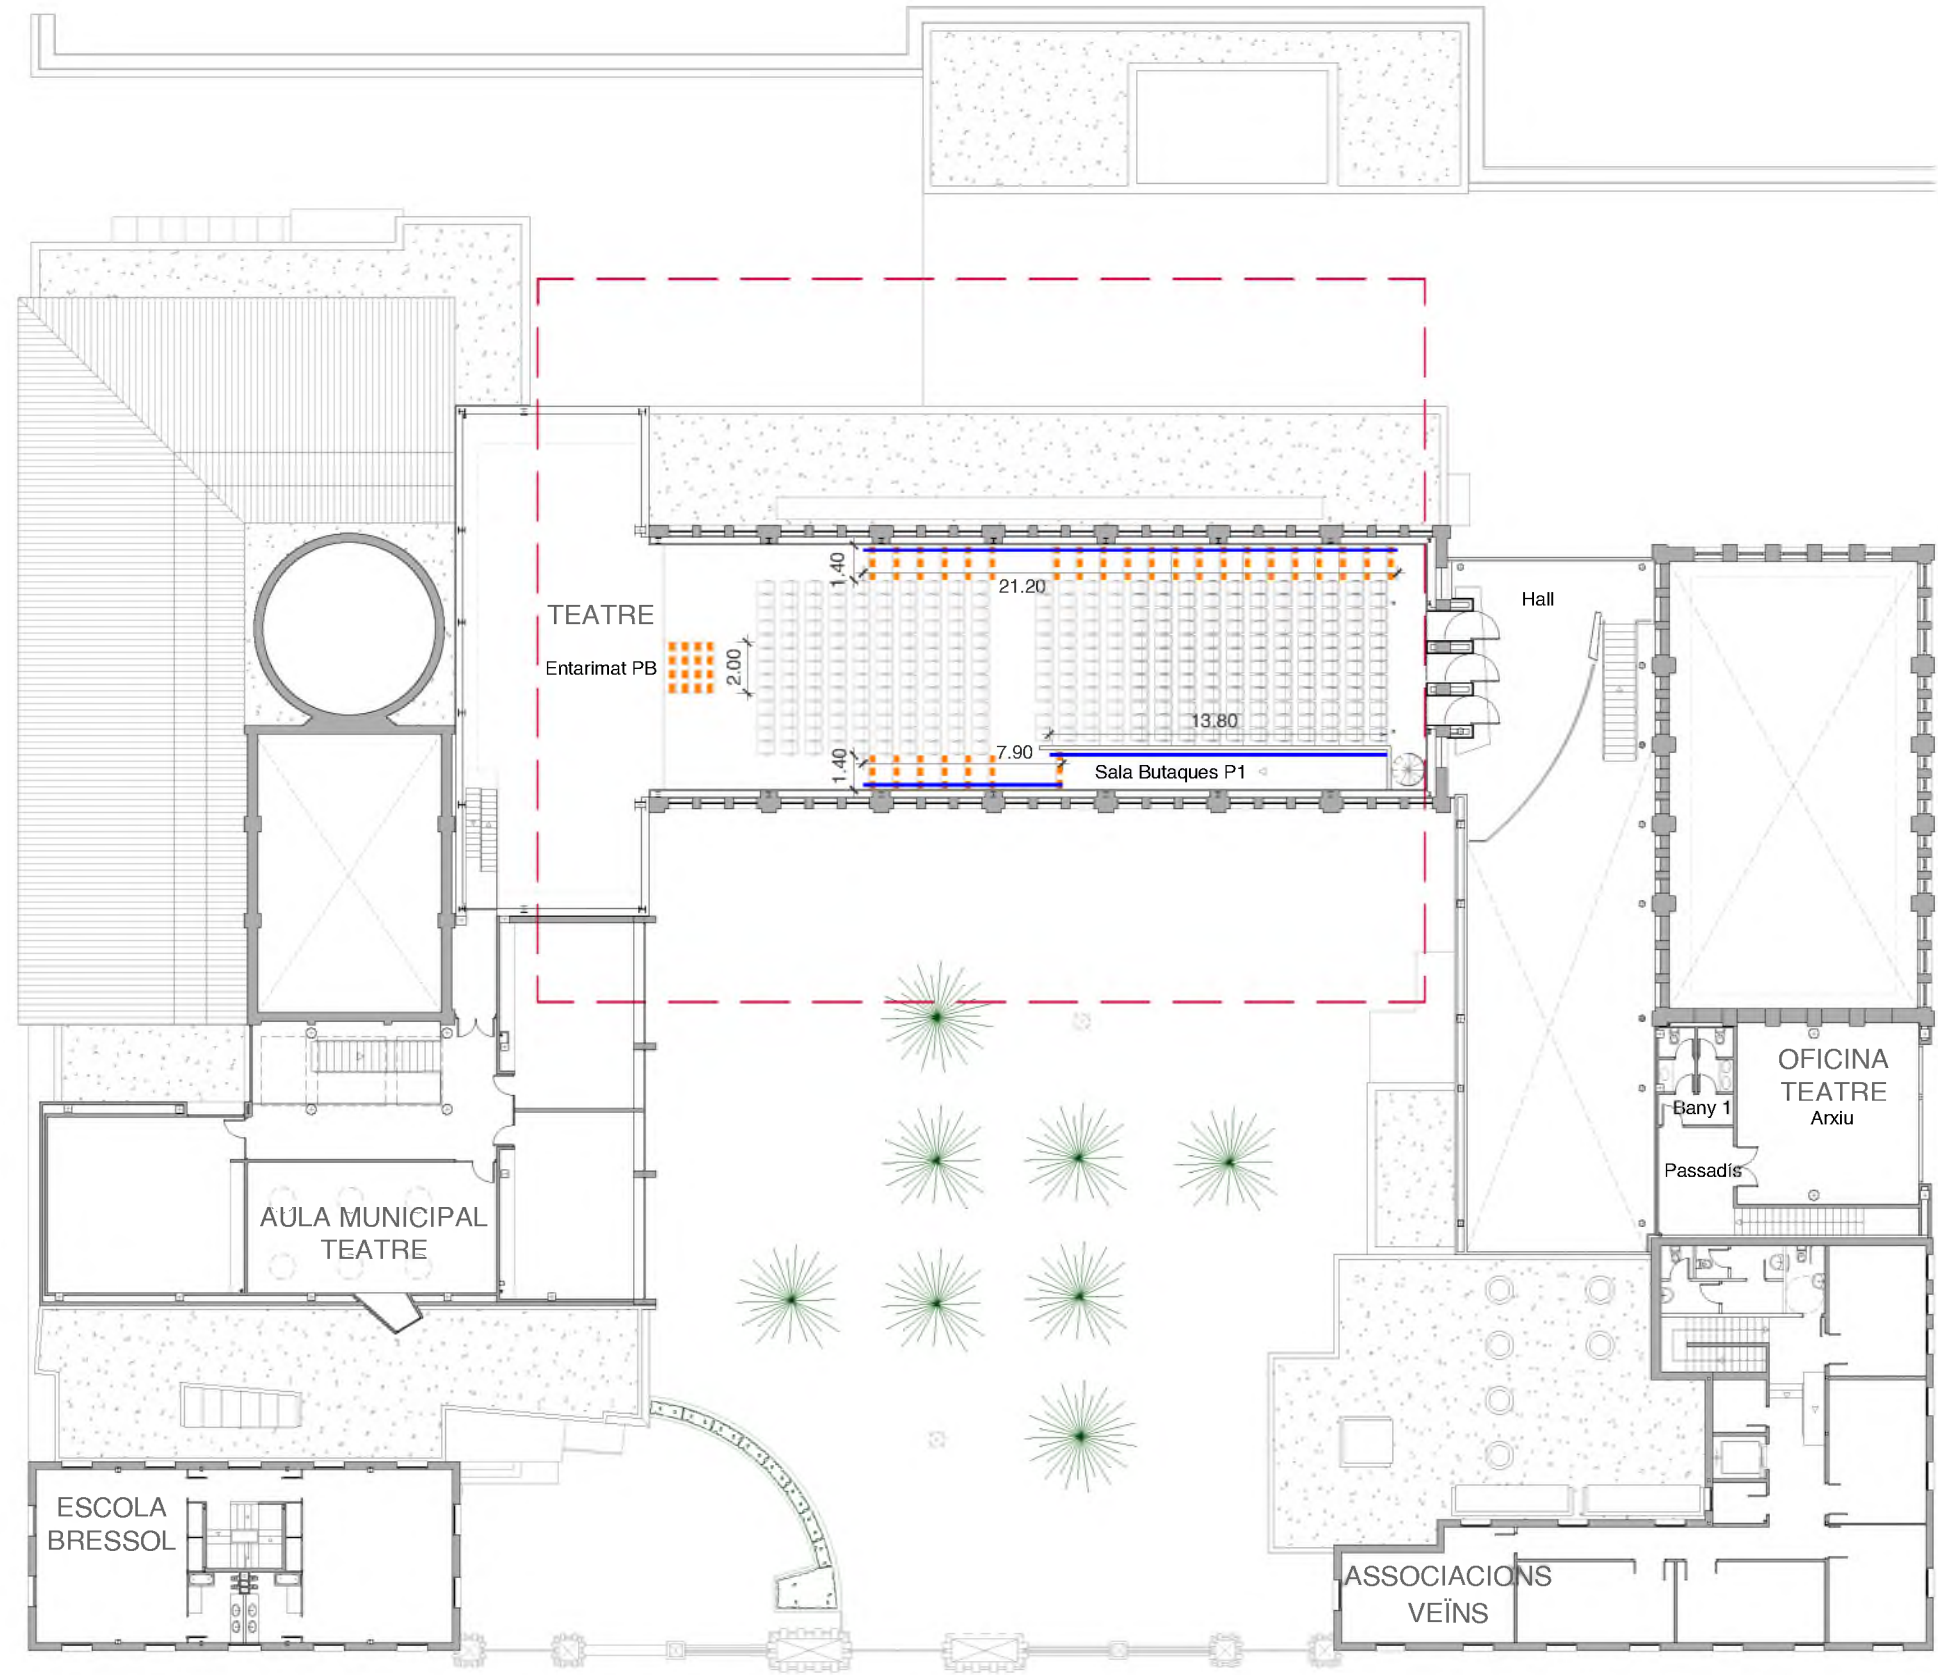 1.40
21.20
Hall
TEATRE
Entarimat PB
2.00
13.80
7.90
1.40
Sala Butaques P1
OFICINA
TEATRE
Arxiu
Bany 1
Passadís
AULA MUNICIPAL
TEATRE
ESCOLA
BRESSOL
ASSOCIACIONS
VEÏNS